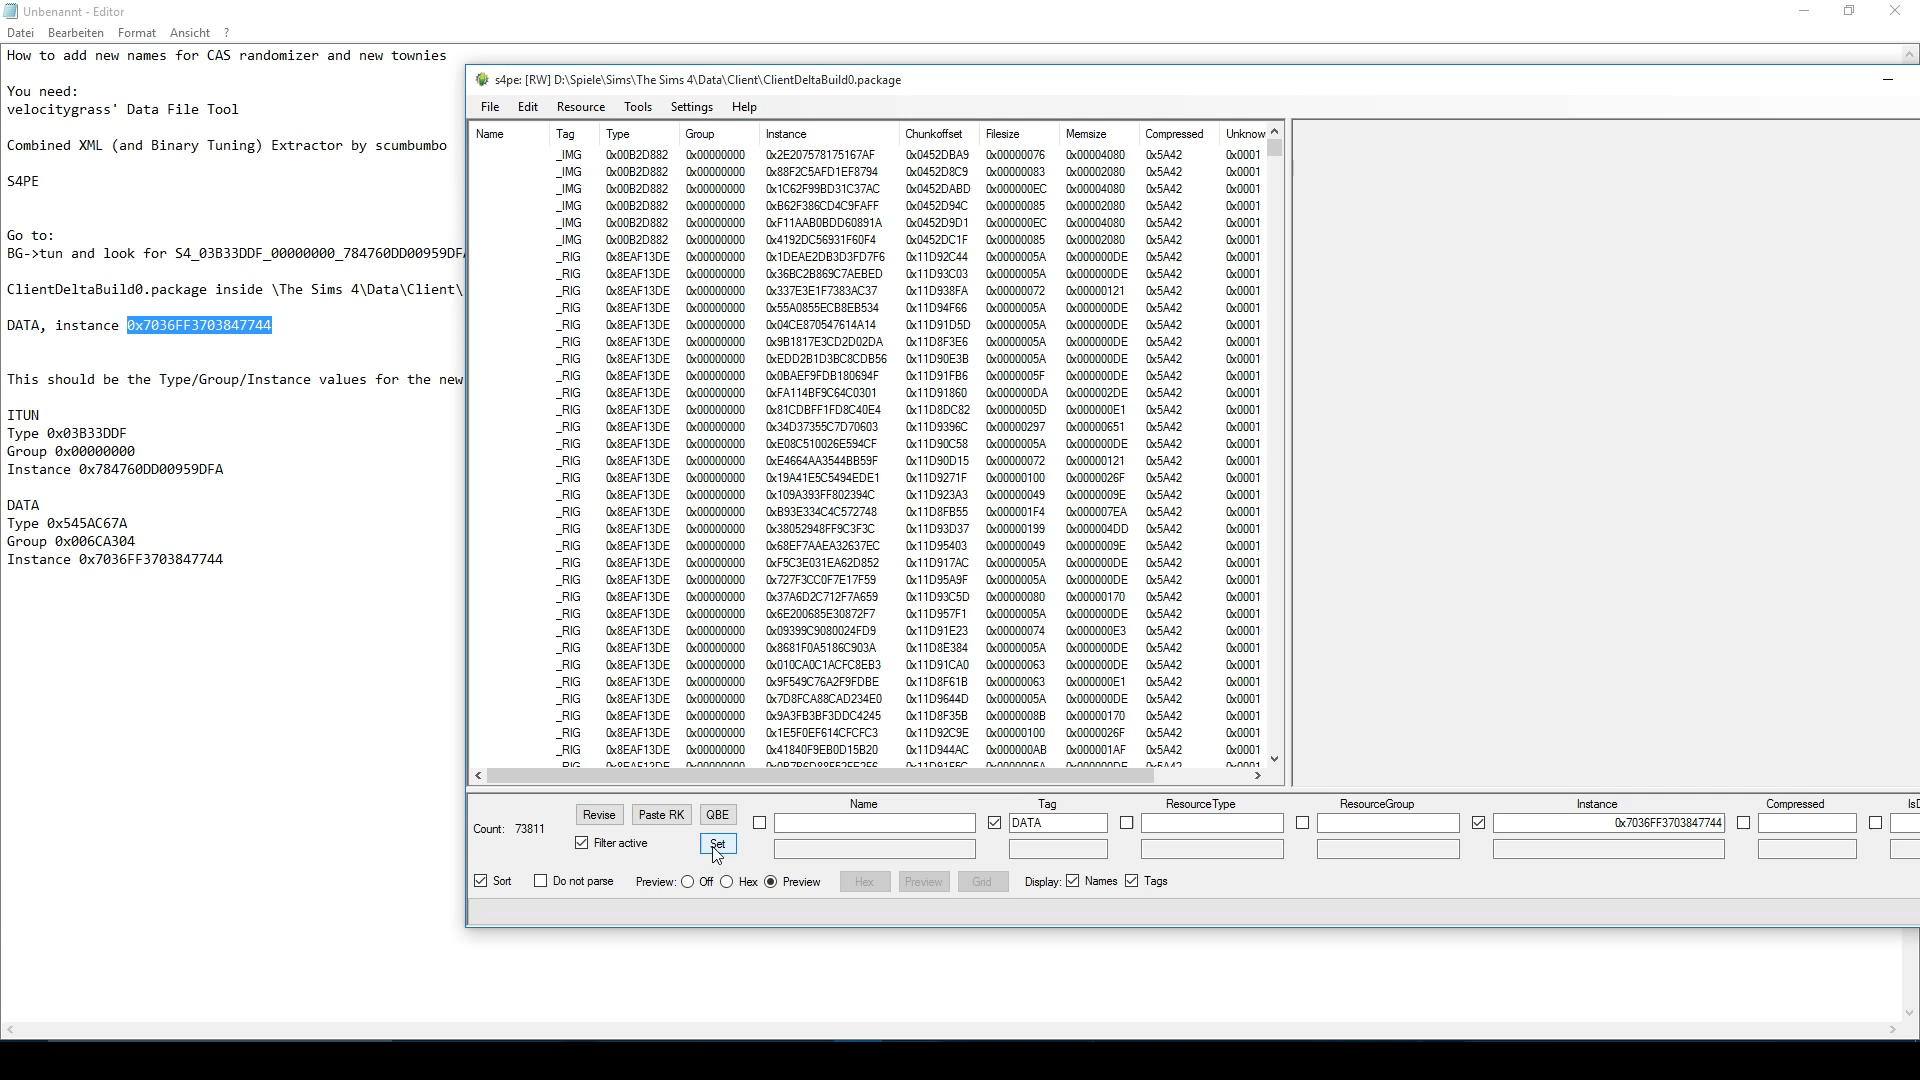 Unbenannt - Editor
Datei Bearbeiten Format Ansicht ?
How to add new names for CAS randomizer and new townies
You need:
velocitygrass' Data File Tool
Combined XML (and Binary Tuning) Extractor by scumbumbo
S4PE
Go to:
BG->tun and look for S4_03B33DDF_00000000_784760DD00959DF
ClientDeltaBuild0.package inside \The Sims 4\Data\Client\
DATA, instance 0x7036FF3703847744
This should be the Type/Group/Instance values for the new
ITUN
Type 0x03B33DDF
Group 0x00000000
Instance 0x784760DD00959DFA
DATA
Type 0x545AC67A
Group 0x006CA304
Instance 0x7036FF3703847744
s4pe: [RW] D:\Spiele\Sims\The Sims 4\Data\Client\ClientDeltaBuild0.package
File Edit Resource Tools Settings Help
Name Tag Type Group Instance Chunkoffset Filesize Memsize Compressed Unknow
_IMG 0x00B2D882 0x00000000 0x2E207578175167AF 0x0452DBA9 0x00000076 0x00004080 0x5A42 0x0001
_IMG 0x00B2D882 0x00000000 0x88F2C5AFD1EF8794 0x0452D8C9 0x00000083 0x00002080 0x5A42 0x0001
_IMG 0x00B2D882 0x00000000 0x1C62F99BD31C37AC 0x0452DABD 0x000000EC 0x00004080 0x5A42 0x0001
_IMG 0x00B2D882 0x00000000 0xB62F386CD4C9FAFF 0x0452D94C 0x00000085 0x00002080 0x5A42 0x0001
_IMG 0x00B2D882 0x00000000 0xF11AAB0BDD60891A 0x0452D9D1 0x000000EC 0x00004080 0x5A42 0x0001
_IMG 0x00B2D882 0x00000000 0x4192DC56931F60F4 0x0452DC1F 0x00000085 0x00002080 0x5A42 0x0001
_RIG 0x8EAF13DE 0x00000000 0x1DEAE2DB3D3FD7F6 0x11D92C44 0x0000005A 0x000000DE 0x5A42 0x0001
_RIG 0x8EAF13DE 0x00000000 0x36BC2B869C7AEBED 0x11D93C03 0x0000005A 0x000000DE 0x5A42 0x0001
_RIG 0x8EAF13DE 0x00000000 0x337E3E1F7383AC37 0x11D938FA 0x00000072 0x00000121 0x5A42 0x0001
_RIG 0x8EAF13DE 0x00000000 0x55A0855ECB8EB534 0x11D94F66 0x0000005A 0x000000DE 0x5A42 0x0001
_RIG 0x8EAF13DE 0x00000000 0x04CE870547614A14 0x11D91D5D 0x0000005A 0x000000DE 0x5A42 0x0001
_RIG 0x8EAF13DE 0x00000000 0x9B1817E3CD2D02DA 0x11D8F3E6 0x0000005A 0x000000DE 0x5A42 0x0001
_RIG 0x8EAF13DE 0x00000000 0xEDD2B1D3BC8CDB56 0x11D90E3B 0x0000005A 0x000000DE 0x5A42 0x0001
_RIG 0x8EAF13DE 0x00000000 0x0BAEF9FDB180694F 0x11D91FB6 0x0000005F 0x000000DE 0x5A42 0x0001
_RIG 0x8EAF13DE 0x00000000 0xFA114BF9C64C0301 0x11D91860 0x000000DA 0x000002DE 0x5A42 0x0001
_RIG 0x8EAF13DE 0x00000000 0x81CDBFF1FD8C40E4 0x11D8DC82 0x0000005D 0x000000E1 0x5A42 0x0001
_RIG 0x8EAF13DE 0x00000000 0x34D37355C7D70603 0x11D9396C 0x00000297 0x00000651 0x5A42 0x0001
_RIG 0x8EAF13DE 0x00000000 0xE08C510026E594CF 0x11D90C58 0x0000005A 0x000000DE 0x5A42 0x0001
_RIG 0x8EAF13DE 0x00000000 0xE4664AA3544BB59F 0x11D90D15 0x00000072 0x00000121 0x5A42 0x0001
_RIG 0x8EAF13DE 0x00000000 0x19A41E5C5494EDE1 0x11D9271F 0x00000100 0x0000026F 0x5A42 0x0001
_RIG 0x8EAF13DE 0x00000000 0x109A393FF802394C 0x11D923A3 0x00000049 0x0000009E 0x5A42 0x0001
_RIG 0x8EAF13DE 0x00000000 0xB93E334C4C572748 0x11D8FB55 0x000001F4 0x000007EA 0x5A42 0x0001
_RIG 0x8EAF13DE 0x00000000 0x38052948FF9C3F3C 0x11D93D37 0x00000199 0x000004DD 0x5A42 0x0001
_RIG 0x8EAF13DE 0x00000000 0x68EF7AAEA32637EC 0x11D95403 0x00000049 0x0000009E 0x5A42 0x0001
_RIG 0x8EAF13DE 0x00000000 0xF5C3E031EA62D852 0x11D917AC 0x0000005A 0x000000DE 0x5A42 0x0001
_RIG 0x8EAF13DE 0x00000000 0x727F3CC0F7E17F59 0x11D95A9F 0x0000005A 0x000000DE 0x5A42 0x0001
_RIG 0x8EAF13DE 0x00000000 0x37A6D2C712F7A659 0x11D93C5D 0x00000080 0x00000170 0x5A42 0x0001
_RIG 0x8EAF13DE 0x00000000 0x6E200685E30872F7 0x11D957F1 0x0000005A 0x000000DE 0x5A42 0x0001
_RIG 0x8EAF13DE 0x00000000 0x09399C9080024FD9 0x11D91E23 0x00000074 0x000000E3 0x5A42 0x0001
_RIG 0x8EAF13DE 0x00000000 0x8681F0A5186C903A 0x11D8E384 0x0000005A 0x000000DE 0x5A42 0x0001
_RIG 0x8EAF13DE 0x00000000 0x010CA0C1ACFC8EB3 0x11D91CA0 0x00000063 0x000000DE 0x5A42 0x0001
_RIG 0x8EAF13DE 0x00000000 0x9F549C76A2F9FDBE 0x11D8F61B 0x00000063 0x000000E1 0x5A42 0x0001
_RIG 0x8EAF13DE 0x00000000 0x7D8FCA88CAD234E0 0x11D9644D 0x0000005A 0x000000DE 0x5A42 0x0001
_RIG 0x8EAF13DE 0x00000000 0x9A3FB3BF3DDC4245 0x11D8F35B 0x0000008B 0x00000170 0x5A42 0x0001
_RIG 0x8EAF13DE 0x00000000 0x1E5F0EF614CFCFC3 0x11D92C9E 0x00000100 0x0000026F 0x5A42 0x0001
_RIG 0x8EAF13DE 0x00000000 0x41840F9EB0D15B20 0x11D944AC 0x000000AB 0x000001AF 0x5A42 0x0001
Name Tag ResourceType ResourceGroup Instance Compressed
Count: 73811 Revise Paste RK QBE DATA 0x7036FF3703847744
Filter active Set
Sort Do not parse Preview: Off Hex Preview Hex Preview Grid Display: Names Tags